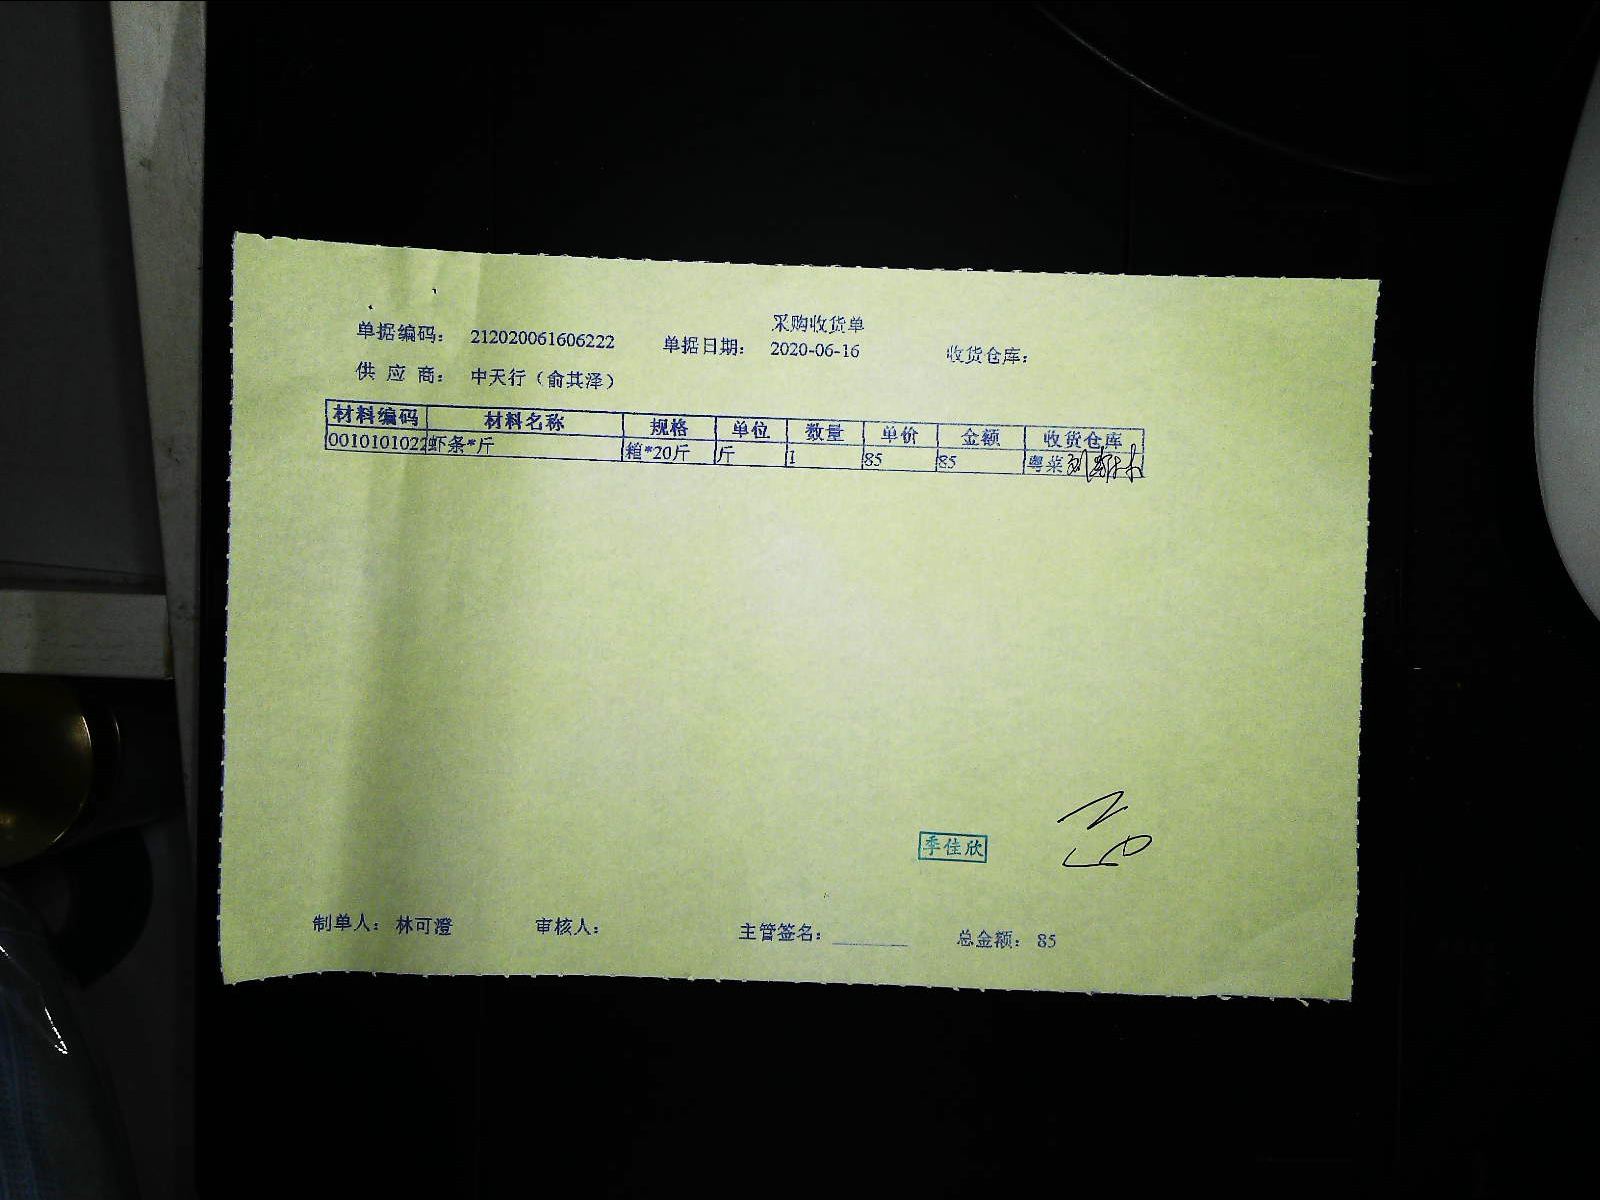 采购收货单
单据编码： 212020061606222 单据日期： 2020-06-16 收货仓库：
供 应 商： 中天行（俞其泽）
材料编码 材料名称 规格 单位 数量 单价 金额 收货仓库
0010101022 虾条*斤 箱*20斤 斤 1 85 85 粤菜
季佳欣
制单人： 林可澄 审核人： 主管签名： 总金额： 85